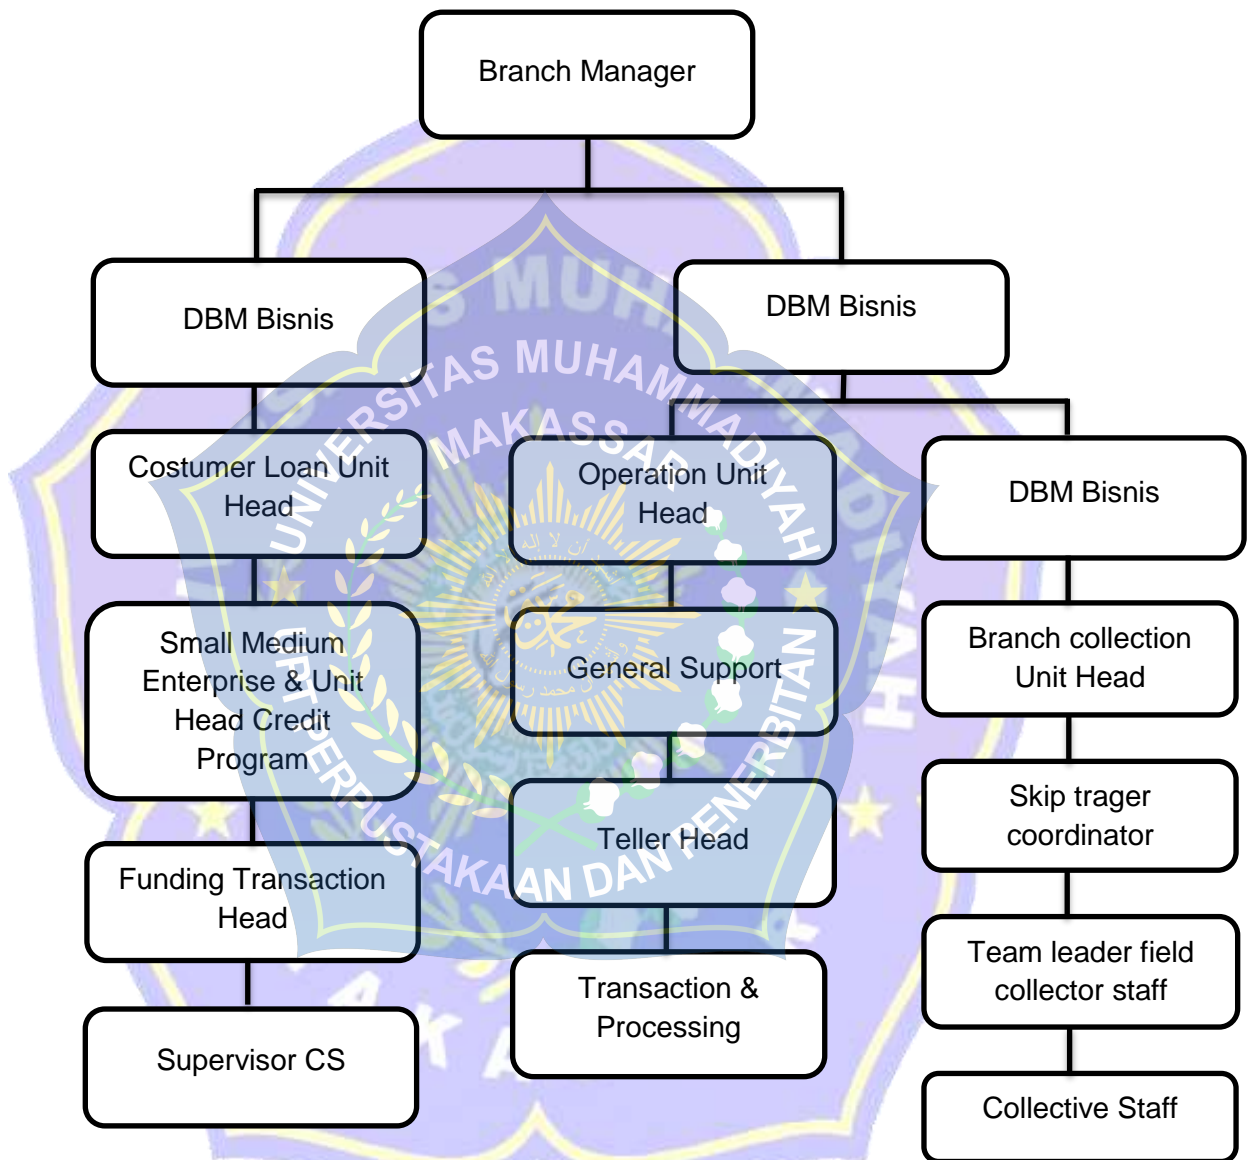 Branch Manager
DBM Bisnis
DBM Bisnis
Costumer Loan Unit
Head
Operation Unit
Head
DBM Bisnis
Small Medium
Enterprise & Unit
Head Credit
Program
General Support
Branch collection
Unit Head
Funding Transaction
Head
Teller Head
Skip trager
coordinator
Supervisor CS
Transaction &
Processing
Team leader field
collector staff
Collective Staff
UNIVERSITAS MUHAMMADIYAH
MAKASSAR
UPT PERPUSTAKAAN DAN PENERBITAN